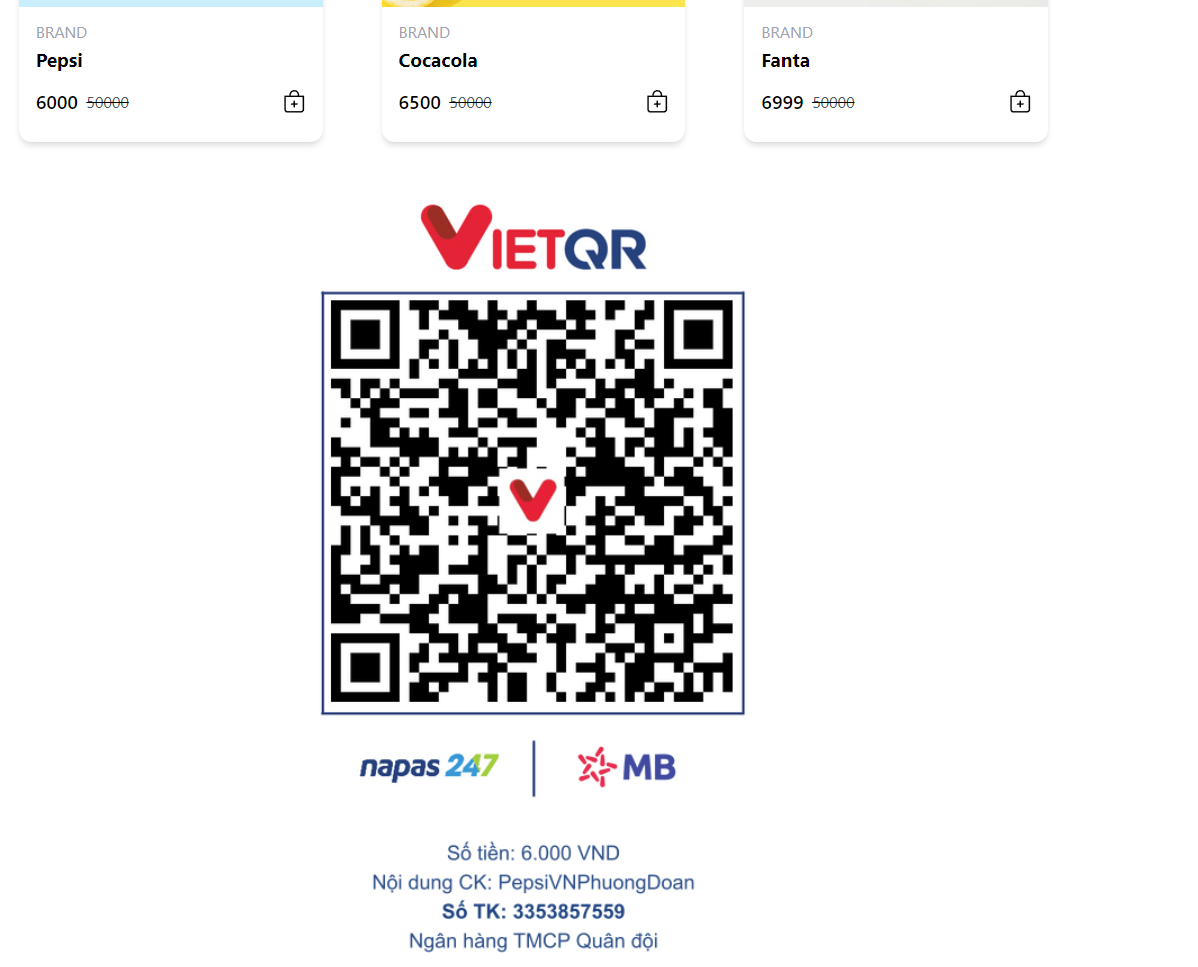 BRAND
Pepsi
6000 50000
BRAND
Cocacola
6500 50000
BRAND
Fanta
6999 50000
VIETQR
napas 247
MB
Số tiền: 6.000 VND
Nội dung CK: PepsiVNPhuongDoan
Số TK: 3353857559
Ngân hàng TMCP Quân đội